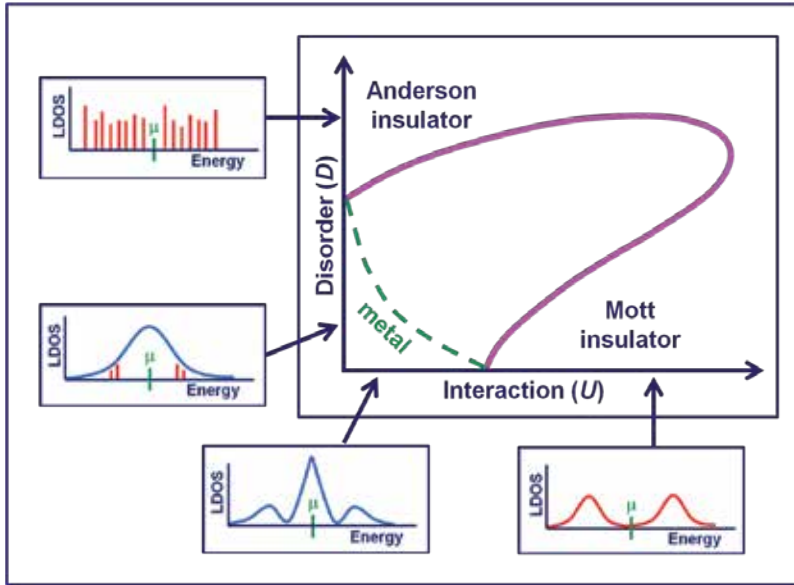 LDOS
μ
Energy
Anderson
insulator
Disorder (D)
metal
Mott
insulator
Interaction (U)
LDOS
μ
Energy
LDOS
μ
Energy
LDOS
μ
Energy